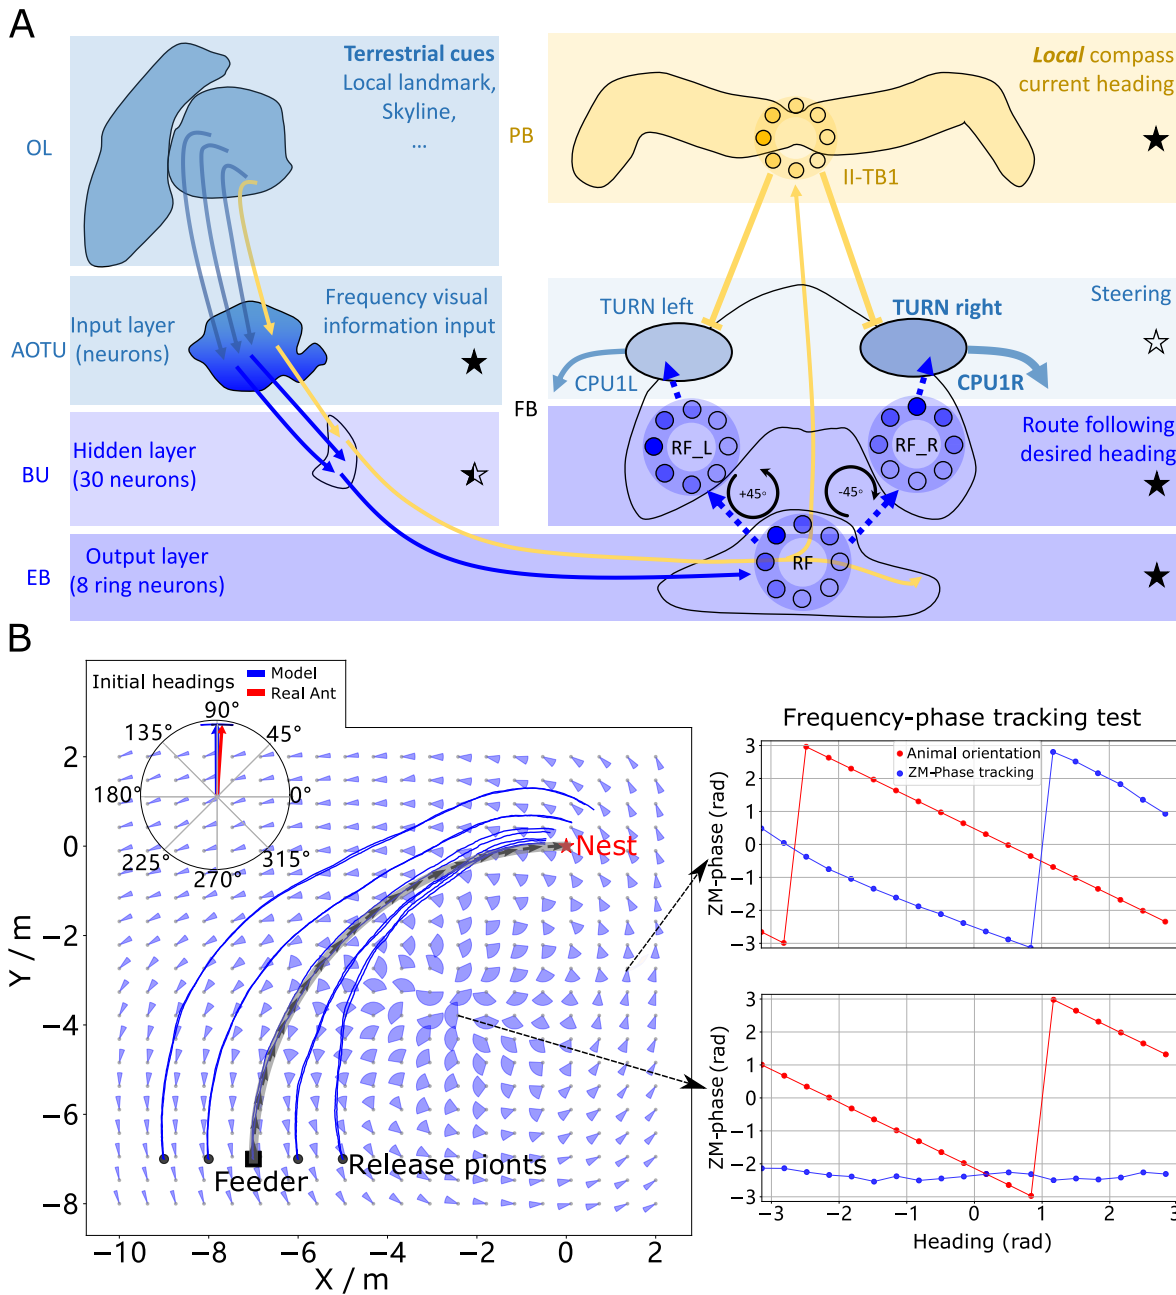 A
Terrestrial cues
Local landmark,
Skyline,
...
OL
Local compass
current heading
PB
II-TB1
Input layer
(neurons)
Frequency visual
information input
AOTU
TURN left
TURN right
Steering
CPU1L
CPU1R
FB
Hidden layer
(30 neurons)
BU
RF_L
RF_R
Route following
desired heading
+45°
-45°
Output layer
(8 ring neurons)
EB
RF
B
Initial headings
Model
Real Ant
90°
135°
45°
180°
0°
225°
315°
270°
2
0
−2
−4
−6
−8
Y / m
Nest
Feeder
Release pionts
−10
−8
−6
−4
−2
0
2
X / m
Frequency-phase tracking test
Animal orientation
ZM-Phase tracking
3
2
1
0
−1
−2
−3
ZM-phase (rad)
3
2
1
0
−1
−2
−3
ZM-phase (rad)
−3
−2
−1
0
1
2
3
Heading (rad)